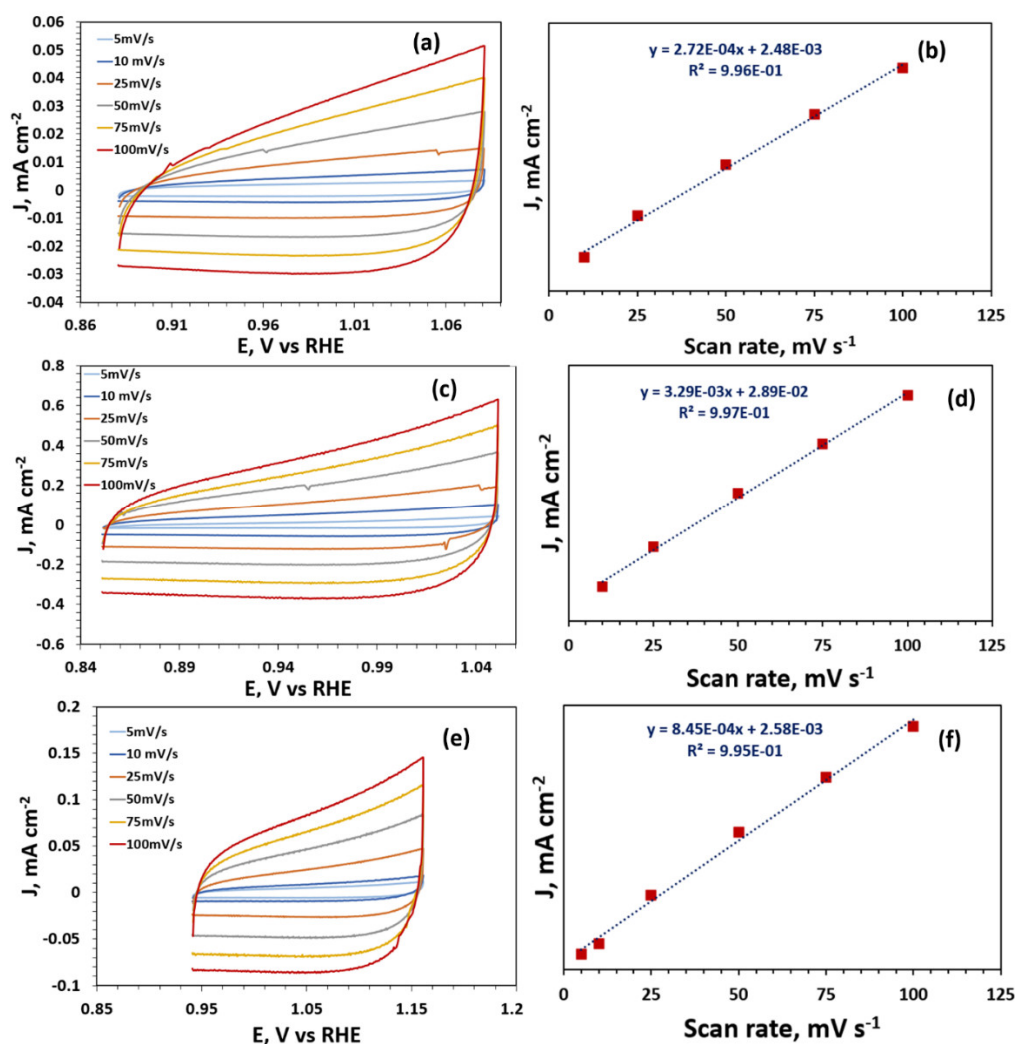 (a)
5mV/s
10 mV/s
25mV/s
50mV/s
75mV/s
100mV/s
J, mA cm-2
0.06
0.05
0.04
0.03
0.02
0.01
0
-0.01
-0.02
-0.03
-0.04
0.86
0.91
0.96
1.01
1.06
E, V vs RHE
(b)
y = 2.72E-04x + 2.48E-03
R² = 9.96E-01
J, mA cm-2
0
25
50
75
100
125
Scan rate, mV s-1
(c)
5mV/s
10 mV/s
25mV/s
50mV/s
75mV/s
100mV/s
J, mA cm-2
0.8
0.6
0.4
0.2
0
-0.2
-0.4
-0.6
0.84
0.89
0.94
0.99
1.04
E, V vs RHE
(d)
y = 3.29E-03x + 2.89E-02
R² = 9.97E-01
J, mA cm-2
0
25
50
75
100
125
Scan rate, mV s-1
(e)
5mV/s
10 mV/s
25mV/s
50mV/s
75mV/s
100mV/s
J, mA cm-2
0.2
0.15
0.1
0.05
0
-0.05
-0.1
0.85
0.95
1.05
1.15
1.2
E, V vs RHE
(f)
y = 8.45E-04x + 2.58E-03
R² = 9.95E-01
J, mA cm-2
0
25
50
75
100
125
Scan rate, mV s-1